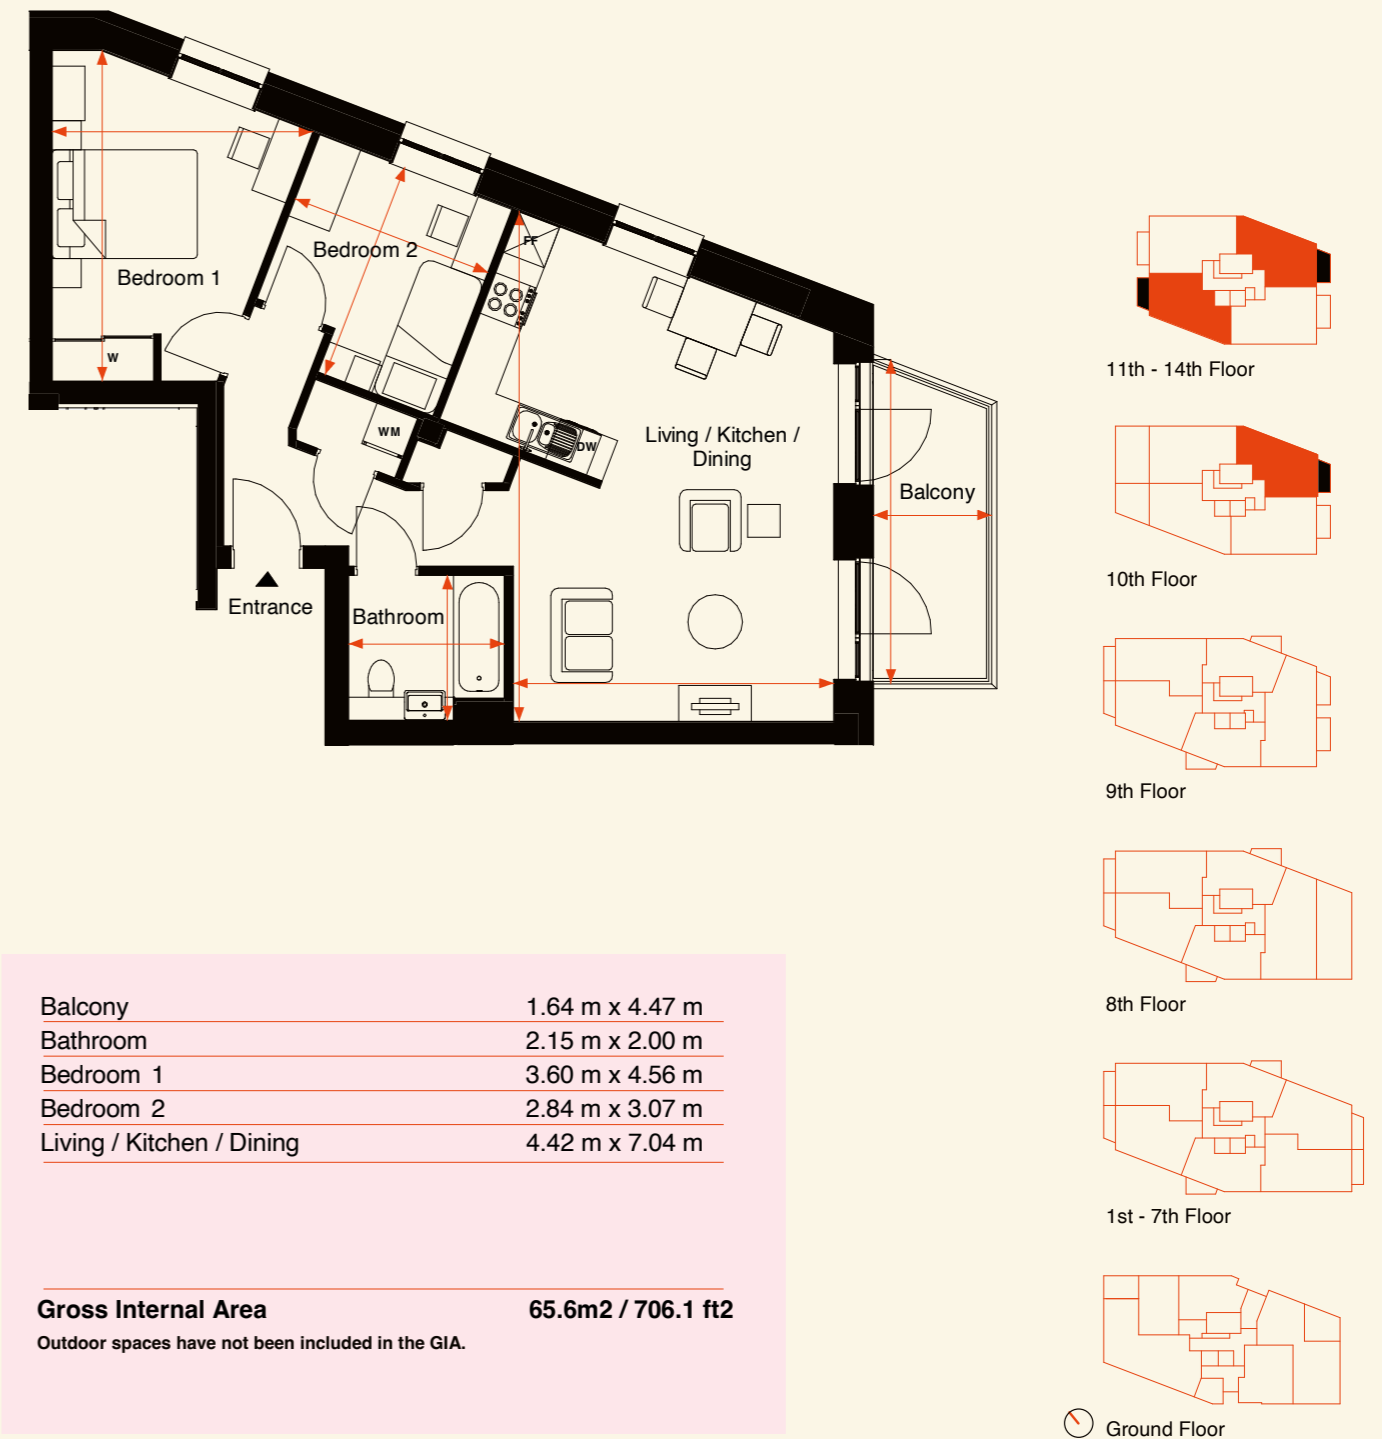 Bedroom 1
W
Bedroom 2
FF
WM
DW
Living / Kitchen /
Dining
Balcony
Entrance
Bathroom
11th - 14th Floor
10th Floor
9th Floor
8th Floor
1st - 7th Floor
Ground Floor
Balcony 1.64 m x 4.47 m
Bathroom 2.15 m x 2.00 m
Bedroom 1 3.60 m x 4.56 m
Bedroom 2 2.84 m x 3.07 m
Living / Kitchen / Dining 4.42 m x 7.04 m
Gross Internal Area 65.6m2 / 706.1 ft2
Outdoor spaces have not been included in the GIA.